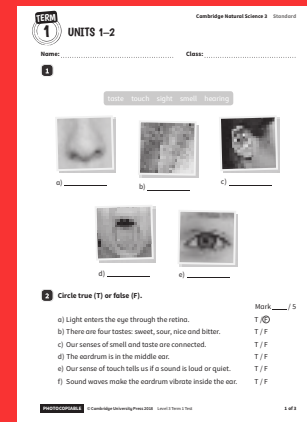 Cambridge Natural Science 3 Standard
TERM
1
UNITS 1–2
Name:
Class:
1
taste touch sight smell hearing
a)
b)
c)
d)
e)
2 Circle true (T) or false (F).
Mark / 5
a) Light enters the eye through the retina. T / F
b) There are four tastes: sweet, sour, nice and bitter. T / F
c) Our senses of smell and taste are connected. T / F
d) The eardrum is in the middle ear. T / F
e) Our sense of touch tells us if a sound is loud or quiet. T / F
f) Sound waves make the eardrum vibrate inside the ear. T / F
PHOTOCOPIABLE © Cambridge University Press 2018 Level 3 Term 1 Test 1 of 3